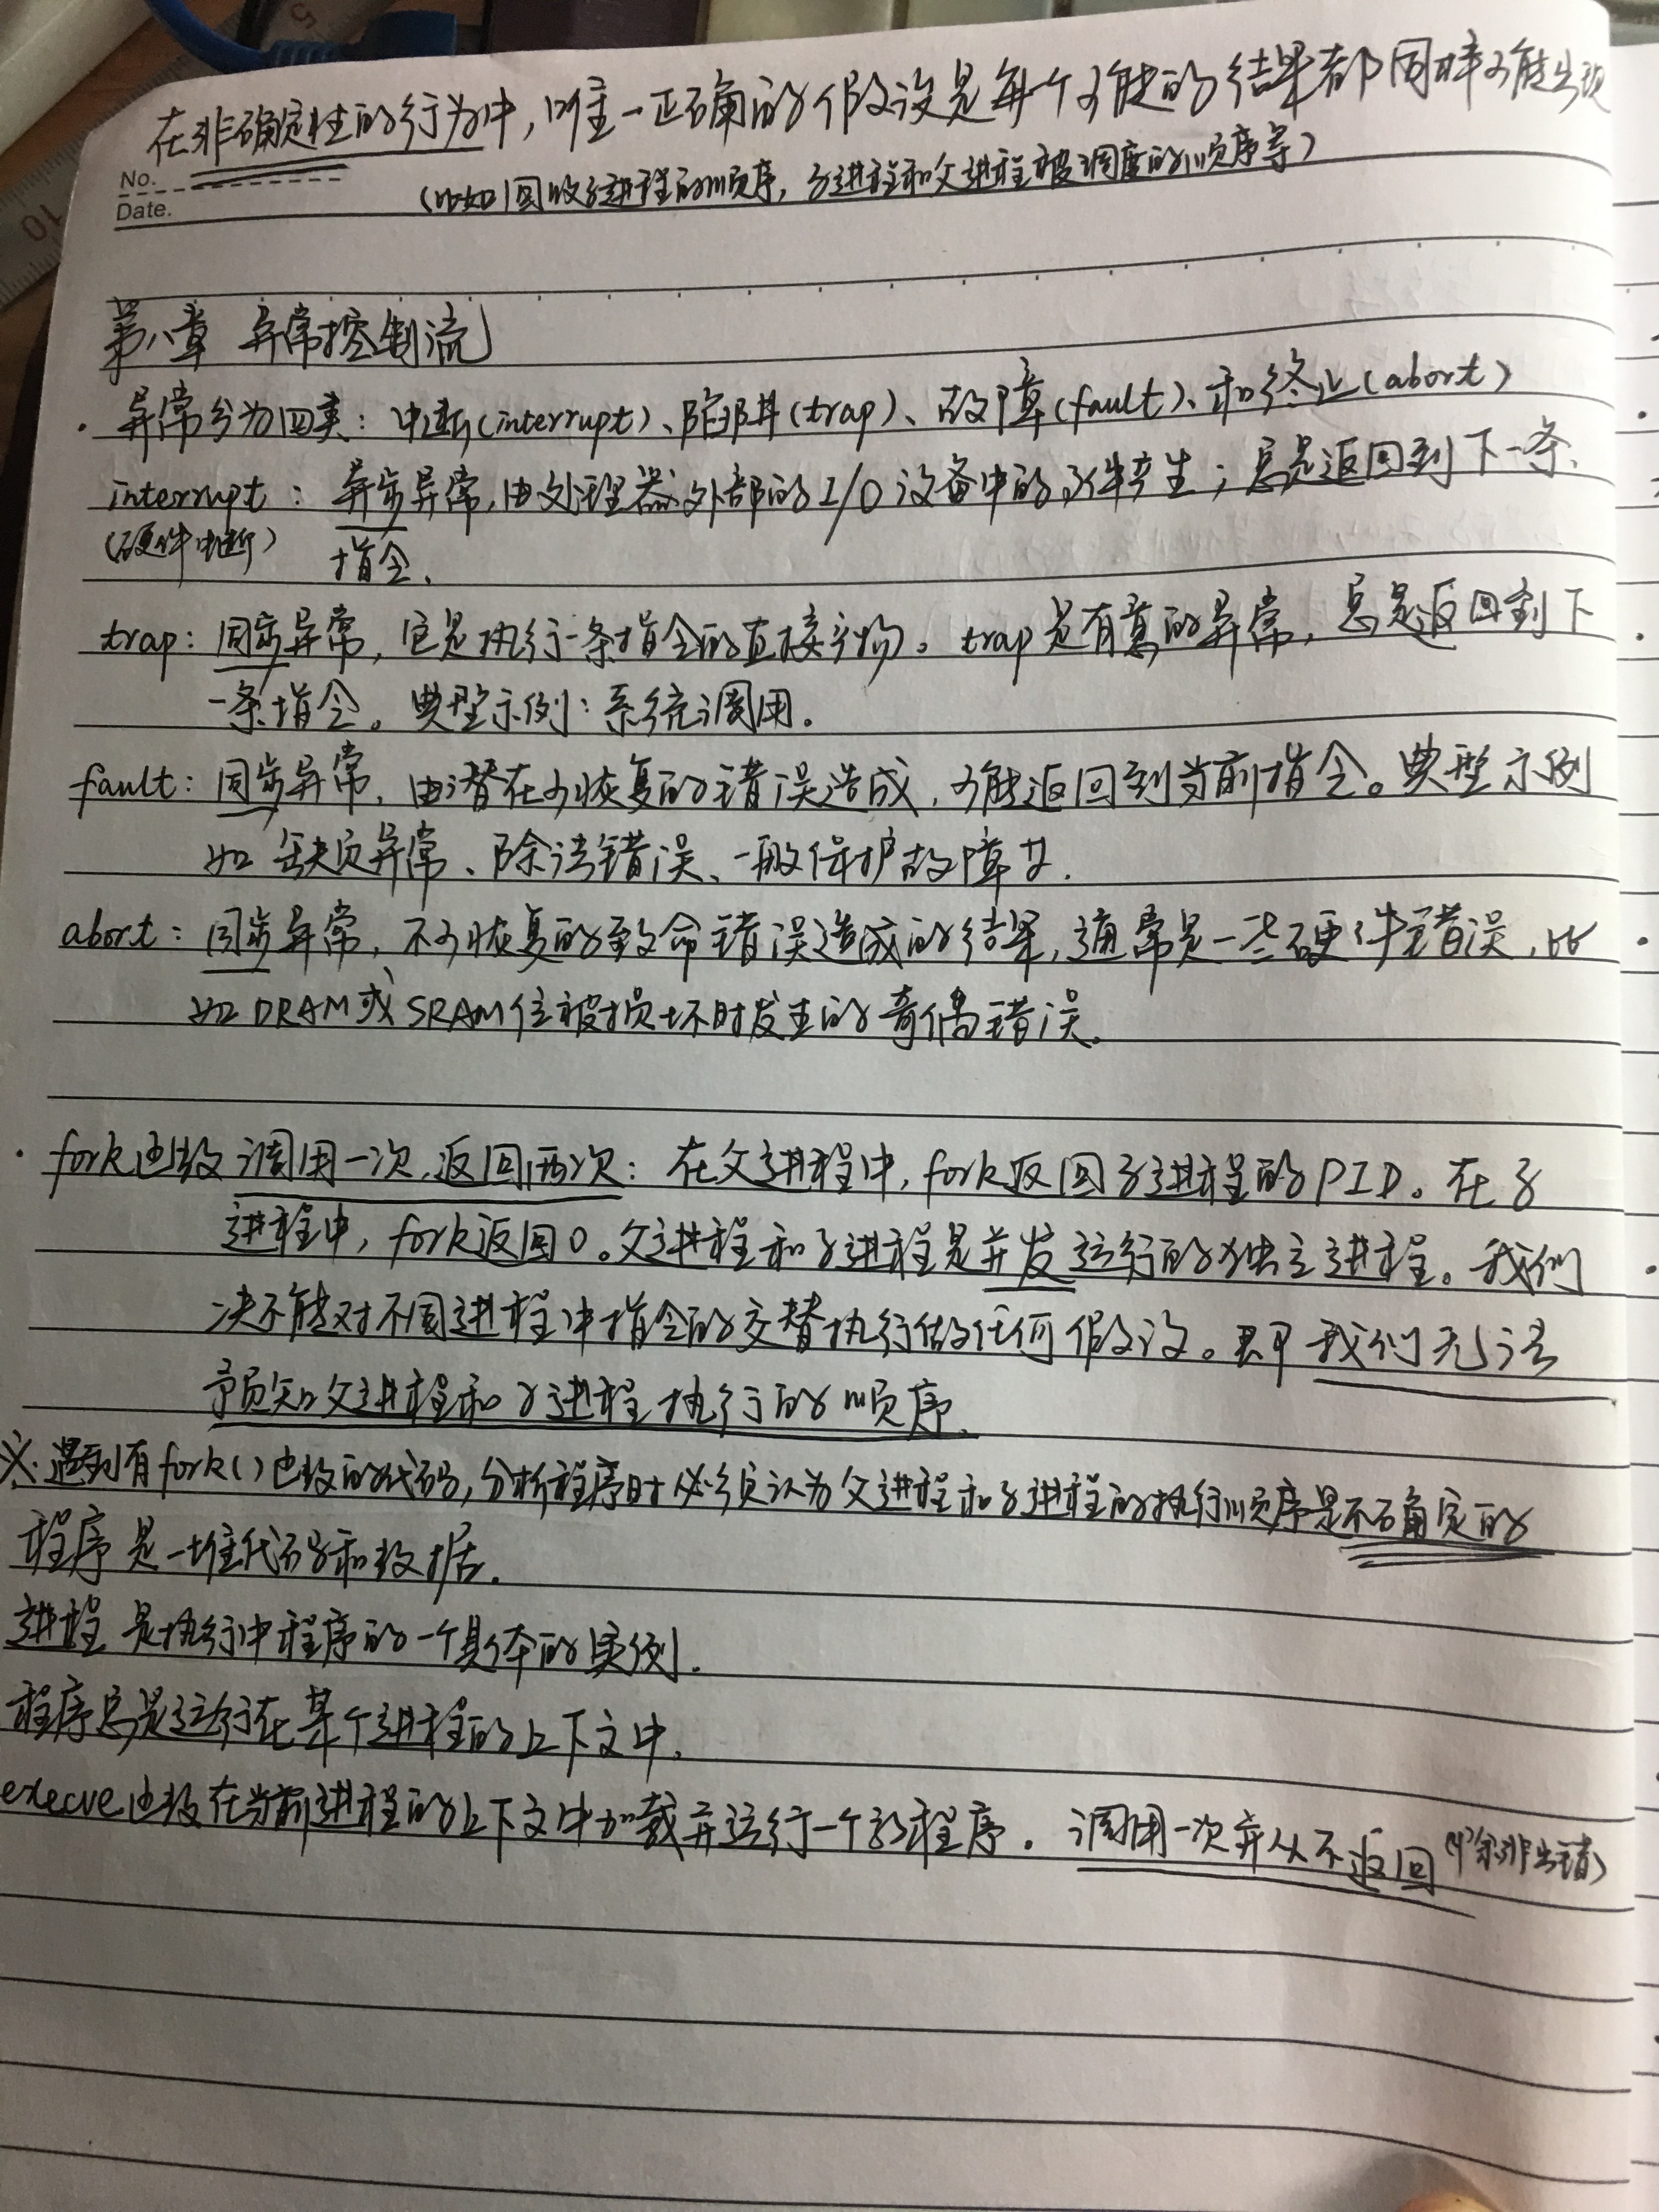 在非确定性的行为中，唯一正确的假设是每个可能的结果都同样可能出现
No.
（比如回收子进程的顺序，子进程和父进程被调度的顺序等）
Date.
第八章 异常控制流
· 异常分为四类：中断(interrupt)、陷阱(trap)、故障(fault)、和终止(abort)
interrupt：异步异常，由处理器外部的I/O设备中的事件产生；总是返回到下一条
（硬件中断） 指令.
trap：同步异常，它是执行一条指令的直接产物。trap是有意的异常，总是返回到下
一条指令。典型示例：系统调用.
fault：同步异常，由潜在可恢复的错误造成，可能返回到当前指令。典型示例
如缺页异常、除法错误、一般保护故障等.
abort：同步异常，不可恢复的致命错误造成的结果，通常是一些硬件错误，比
如DRAM或SRAM位被损坏时发生的奇偶错误。
· fork函数调用一次，返回两次：在父进程中，fork返回子进程的PID。在子
进程中，fork返回0。父进程和子进程是并发运行的独立进程。我们
决不能对不同进程中指令的交替执行做任何假设。即我们无法
预知父进程和子进程执行的顺序.
※.遇到有fork()函数的代码，分析程序时必须认为父进程和子进程的执行顺序是不确定的
程序是一堆代码和数据.
进程是执行中程序的一个具体的实例.
程序总是运行在某个进程的上下文中.
execve函数在当前进程的上下文中加载并运行一个新程序. 调用一次并从不返回（除非出错）